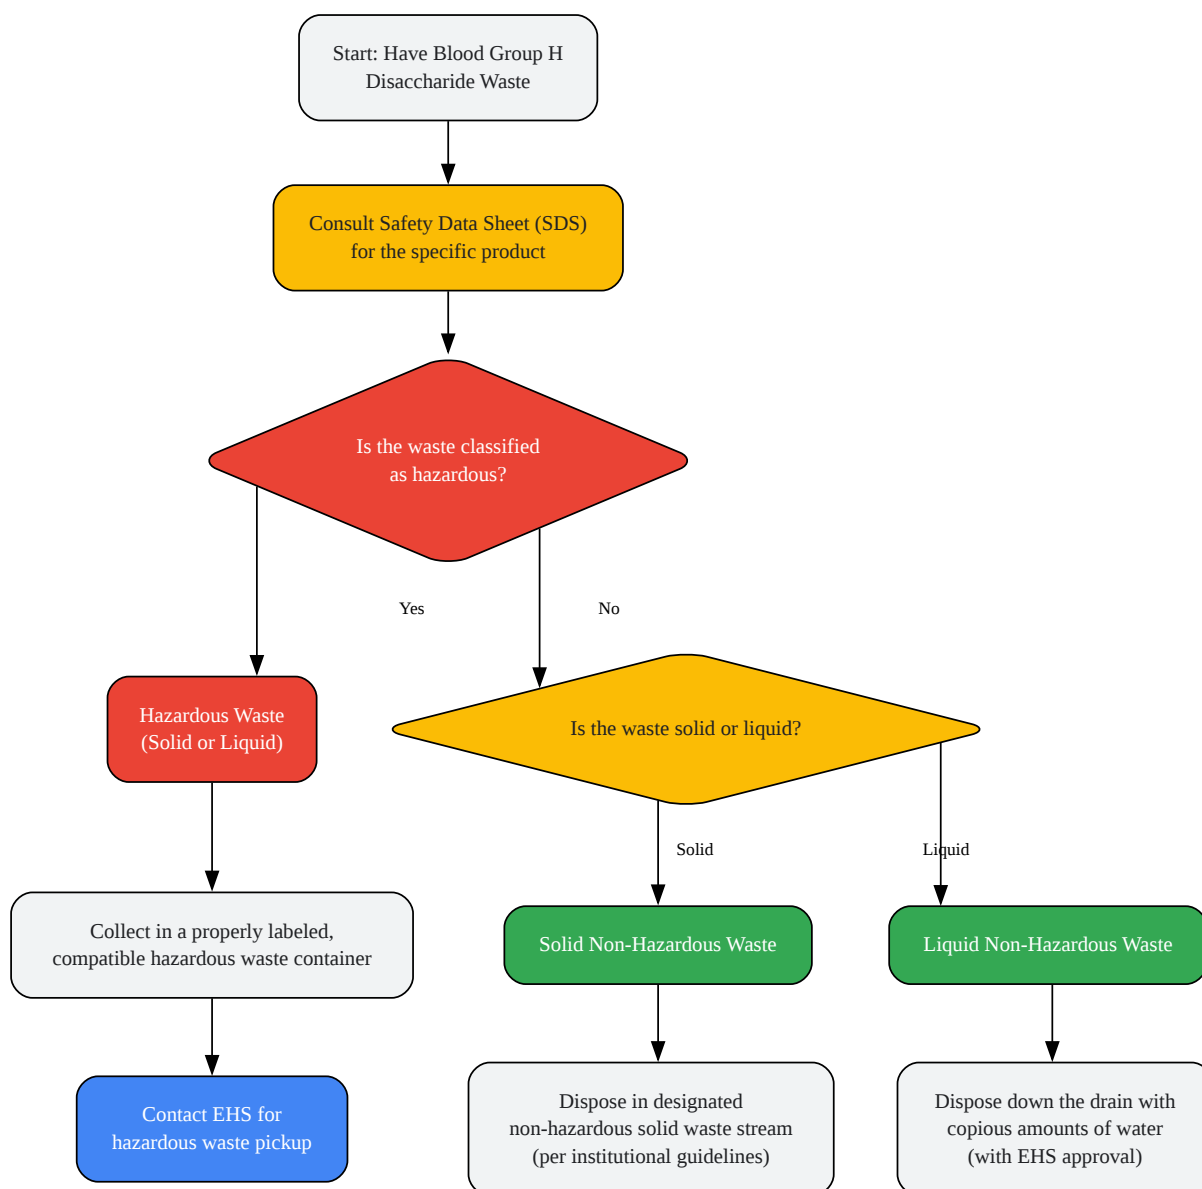 Start: Have Blood Group H
Disaccharide Waste
Consult Safety Data Sheet (SDS)
for the specific product
Is the waste classified
as hazardous?
Yes
No
Hazardous Waste
(Solid or Liquid)
Is the waste solid or liquid?
Solid
Liquid
Collect in a properly labeled,
compatible hazardous waste container
Solid Non-Hazardous Waste
Liquid Non-Hazardous Waste
Contact EHS for
hazardous waste pickup
Dispose in designated
non-hazardous solid waste stream
(per institutional guidelines)
Dispose down the drain with
copious amounts of water
(with EHS approval)